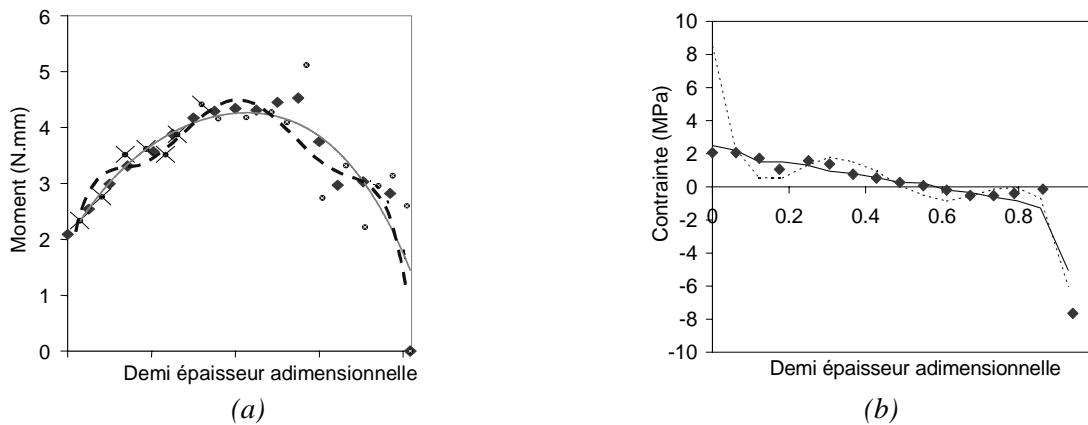 6
5
4
3
2
1
0
Moment (N.mm)
Demi épaisseur adimensionnelle
(a)
10
8
6
4
2
0
-2
-4
-6
-8
-10
Contrainte (MPa)
0 0.2 0.4 0.6 0.8
Demi épaisseur adimensionnelle
(b)